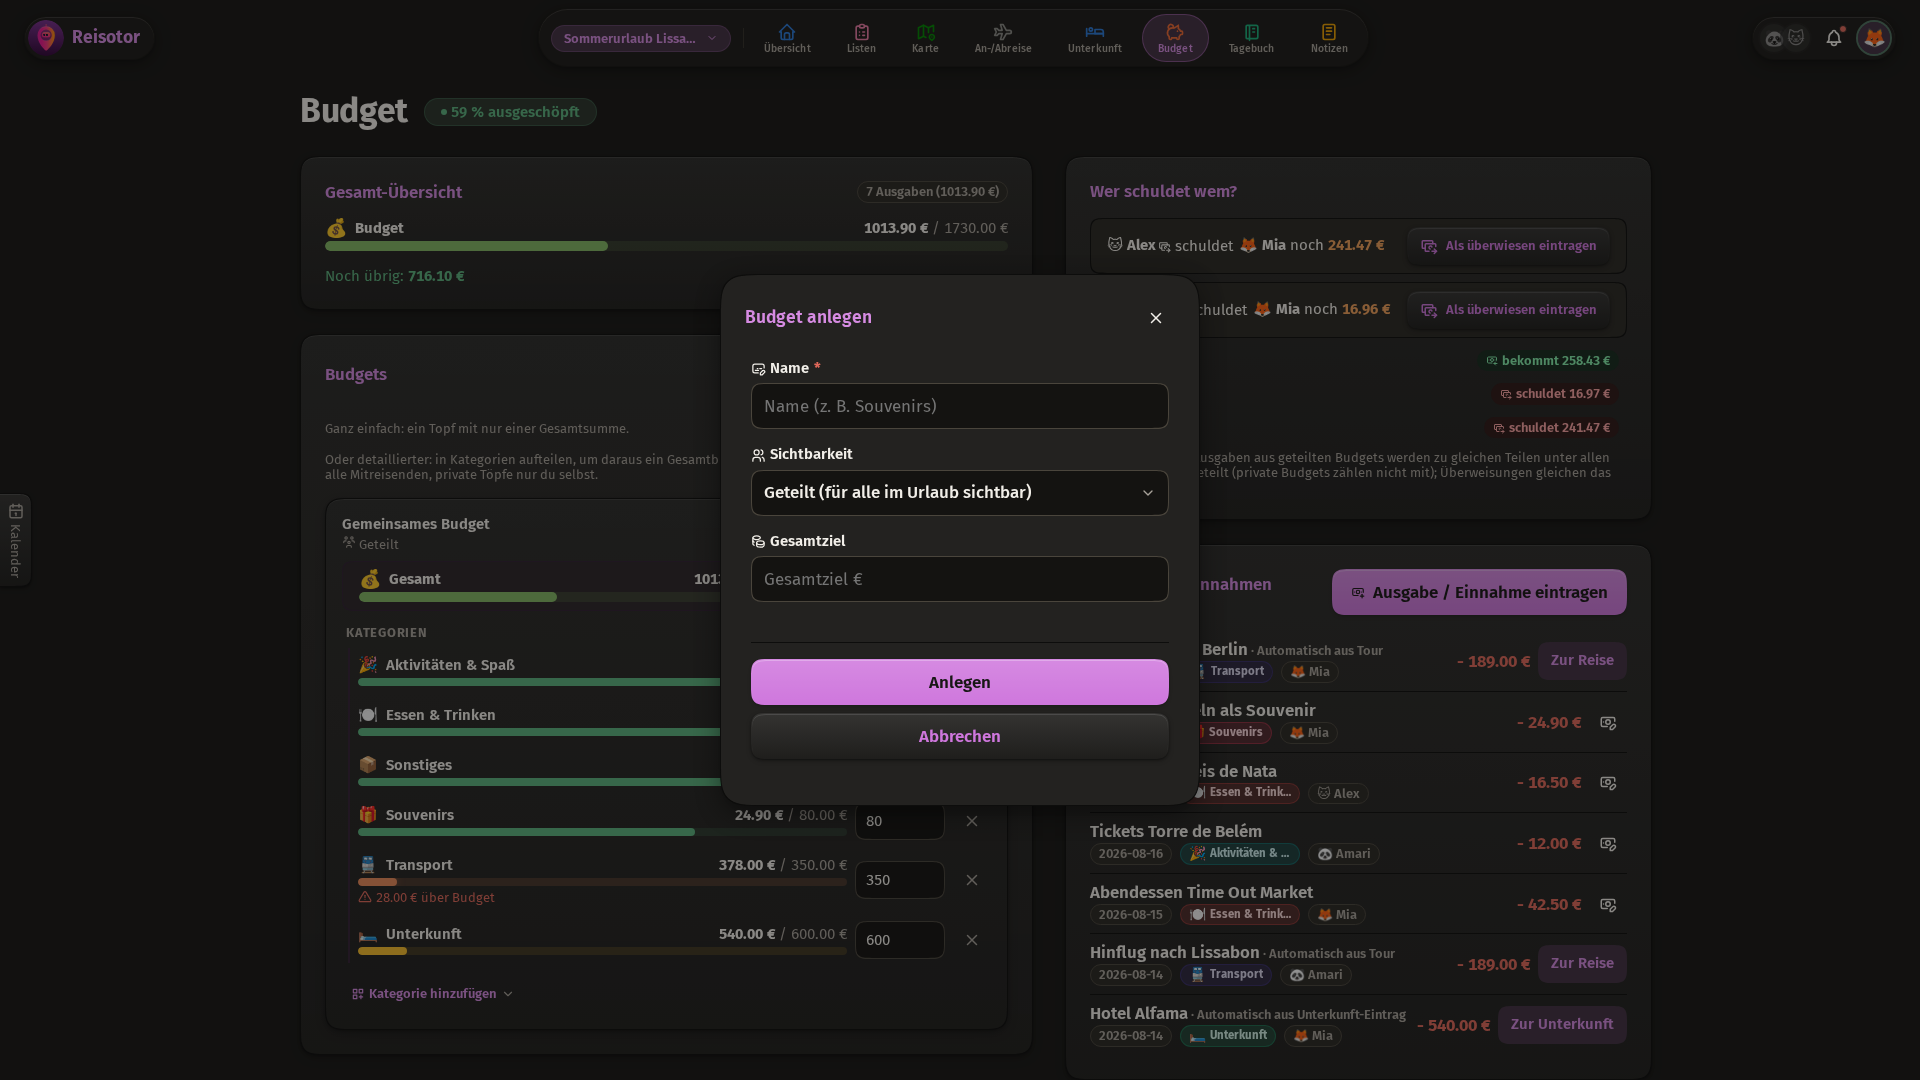 Reisotor
Sommerurlaub Lissa...
Übersicht
Listen
Karte
An-/Abreise
Unterkunft
Budget
Tagebuch
Notizen
Budget
59 % ausgeschöpft
Gesamt-Übersicht
7 Ausgaben (1013.90 €)
Budget
1013.90 € / 1730.00 €
Noch übrig: 716.10 €
Wer schuldet wem?
Alex schuldet Mia noch 241.47 €
Als überwiesen eintragen
schuldet Mia noch 16.96 €
Als überwiesen eintragen
bekommt 258.43 €
schuldet 16.97 €
schuldet 241.47 €
Ausgaben aus geteilten Budgets werden zu gleichen Teilen unter allen
geteilt (private Budgets zählen nicht mit); Überweisungen gleichen das
Budgets
Ganz einfach: ein Topf mit nur einer Gesamtsumme.
Oder detaillierter: in Kategorien aufteilen, um daraus ein
alle Mitreisenden, private Töpfe nur du selbst.
Kalender
Gemeinsames Budget
Geteilt
Gesamt
KATEGORIEN
Aktivitäten & Spaß
Essen & Trinken
Sonstiges
Souvenirs
24.90 € / 80.00 €
80
Transport
378.00 € / 350.00 €
350
28.00 € über Budget
Unterkunft
540.00 € / 600.00 €
600
Kategorie hinzufügen
Budget anlegen
Name *
Name (z. B. Souvenirs)
Sichtbarkeit
Geteilt (für alle im Urlaub sichtbar)
Gesamtziel
Gesamtziel €
Anlegen
Abbrechen
Ausgabe / Einnahme eintragen
Berlin · Automatisch aus Tour
Transport
Mia
- 189.00 €
Zur Reise
als Souvenir
Souvenirs
Mia
- 24.90 €
de Nata
Essen & Trink...
Alex
- 16.50 €
Tickets Torre de Belém
2026-08-16
Aktivitäten & ...
Amari
- 12.00 €
Abendessen Time Out Market
2026-08-15
Essen & Trink...
Mia
- 42.50 €
Hinflug nach Lissabon · Automatisch aus Tour
2026-08-14
Transport
Amari
- 189.00 €
Zur Reise
Hotel Alfama · Automatisch aus Unterkunft-Eintrag
2026-08-14
Unterkunft
Mia
- 540.00 €
Zur Unterkunft